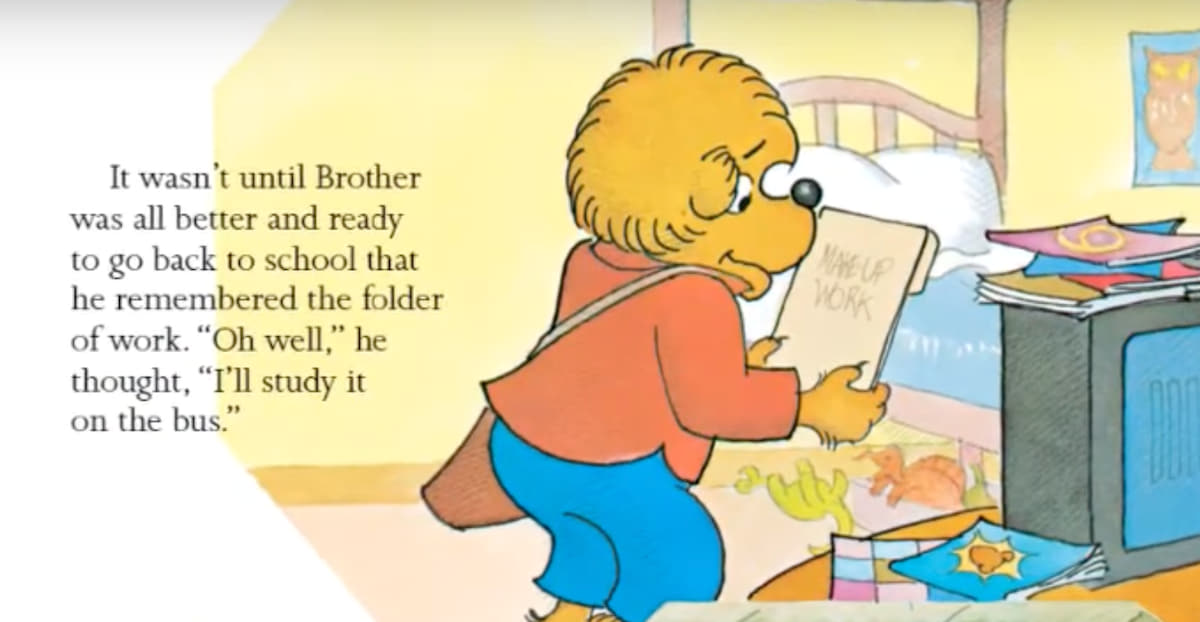 It wasn't until Brother
was all better and ready
to go back to school that
he remembered the folder
of work. “Oh well,” he
thought, “I'll study it
on the bus.”
MAKE-UP
WORK